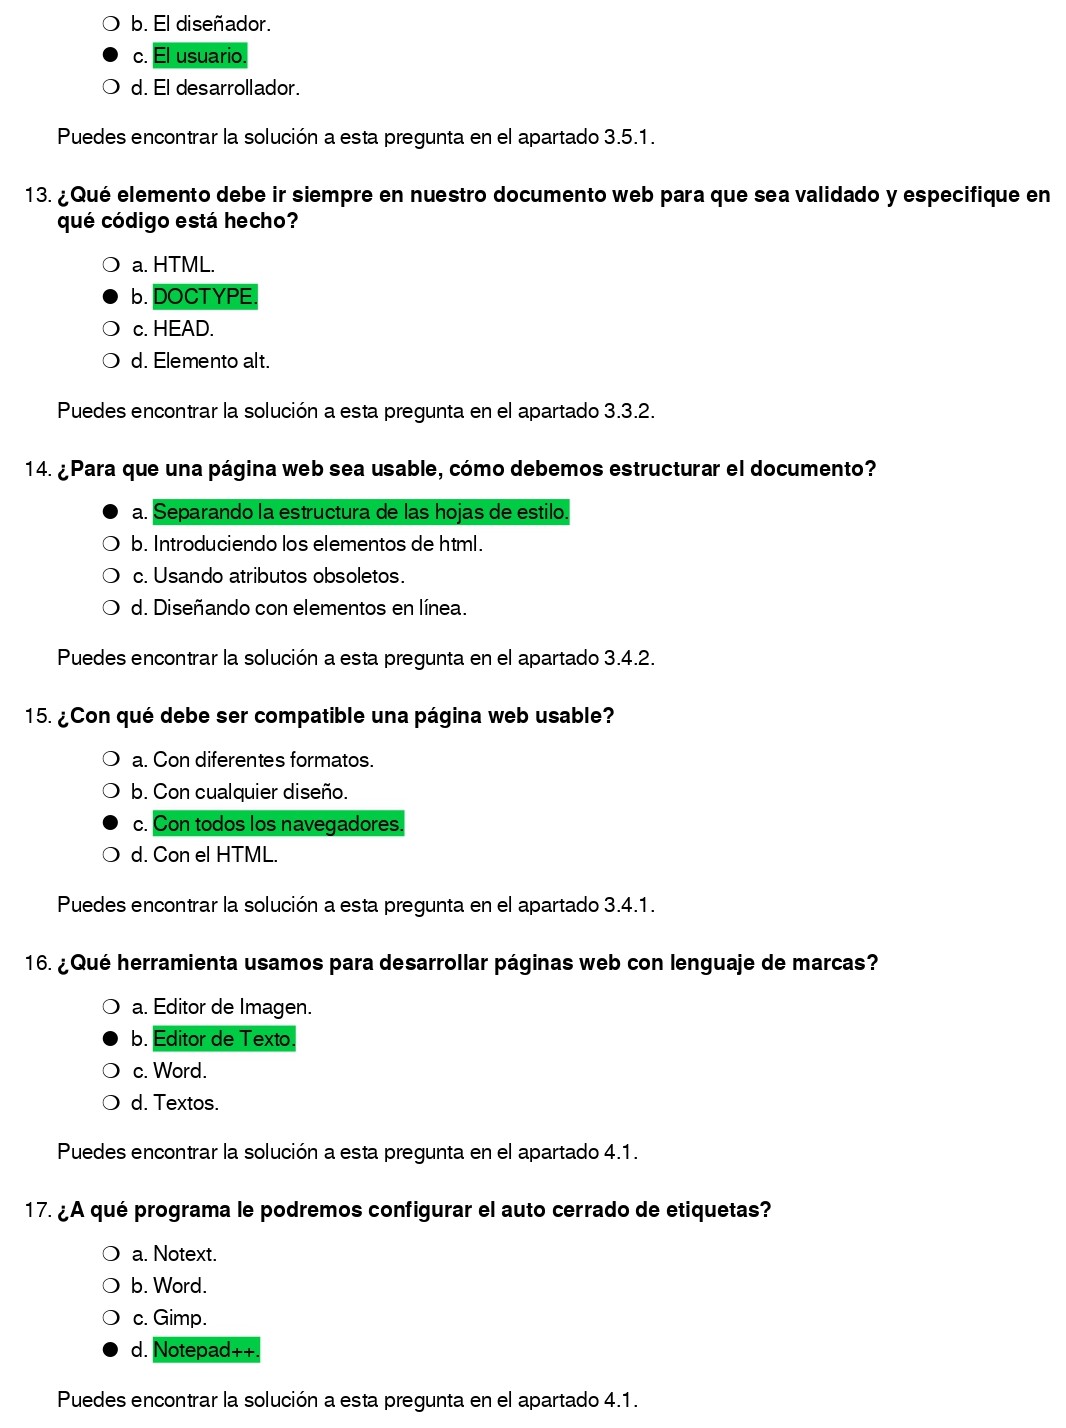 b. El diseñador.
c. El usuario.
d. El desarrollador.
Puedes encontrar la solución a esta pregunta en el apartado 3.5.1.
13. ¿Qué elemento debe ir siempre en nuestro documento web para que sea validado y especifique en
qué código está hecho?
a. HTML.
b. DOCTYPE.
c. HEAD.
d. Elemento alt.
Puedes encontrar la solución a esta pregunta en el apartado 3.3.2.
14. ¿Para que una página web sea usable, cómo debemos estructurar el documento?
a. Separando la estructura de las hojas de estilo.
b. Introduciendo los elementos de html.
c. Usando atributos obsoletos.
d. Diseñando con elementos en línea.
Puedes encontrar la solución a esta pregunta en el apartado 3.4.2.
15. ¿Con qué debe ser compatible una página web usable?
a. Con diferentes formatos.
b. Con cualquier diseño.
c. Con todos los navegadores.
d. Con el HTML.
Puedes encontrar la solución a esta pregunta en el apartado 3.4.1.
16. ¿Qué herramienta usamos para desarrollar páginas web con lenguaje de marcas?
a. Editor de Imagen.
b. Editor de Texto.
c. Word.
d. Textos.
Puedes encontrar la solución a esta pregunta en el apartado 4.1.
17. ¿A qué programa le podremos configurar el auto cerrado de etiquetas?
a. Notext.
b. Word.
c. Gimp.
d. Notepad++.
Puedes encontrar la solución a esta pregunta en el apartado 4.1.